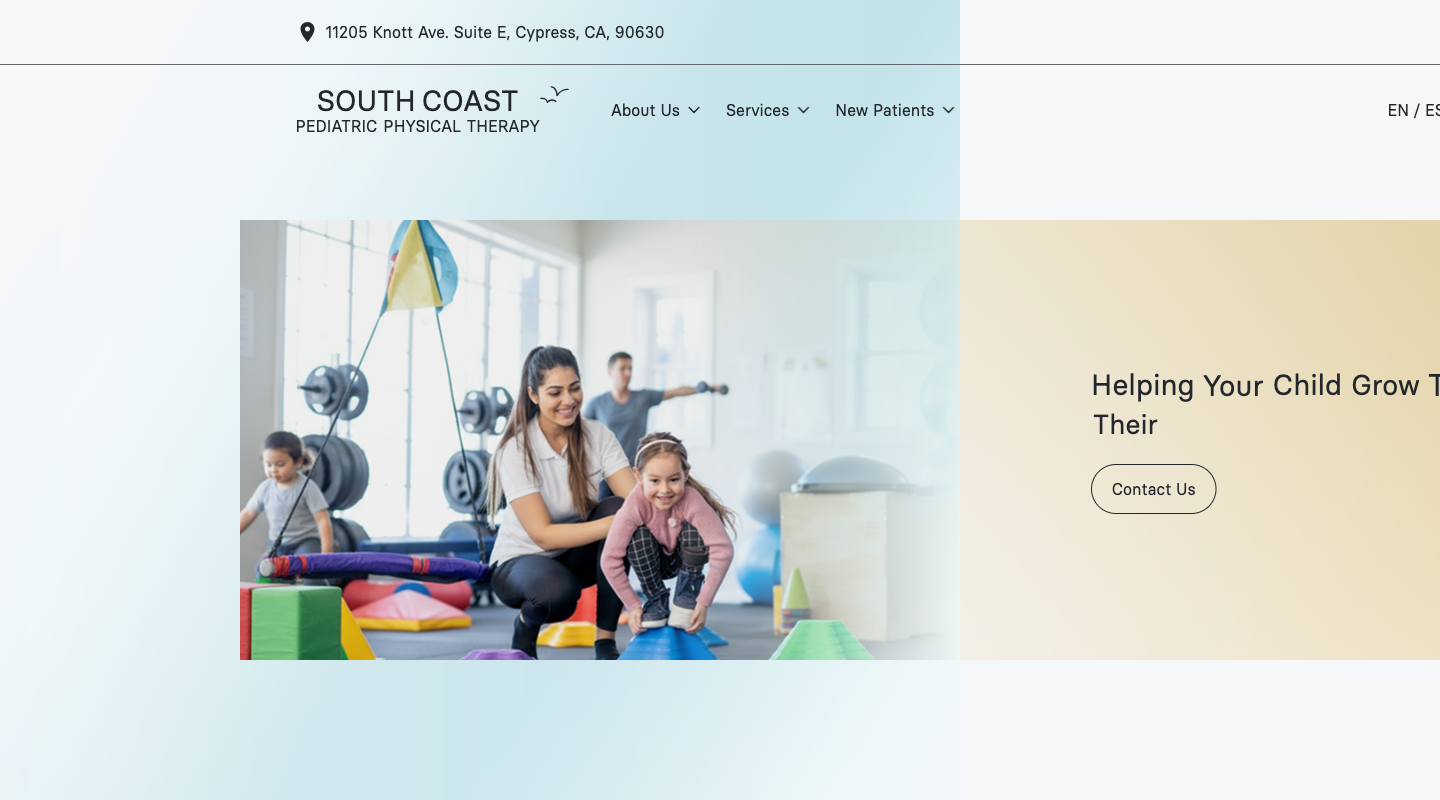 11205 Knott Ave. Suite E, Cypress, CA, 90630
SOUTH COAST
PEDIATRIC PHYSICAL THERAPY
About Us
Services
New Patients
EN / ES
Helping Your Child Grow
Their
Contact Us